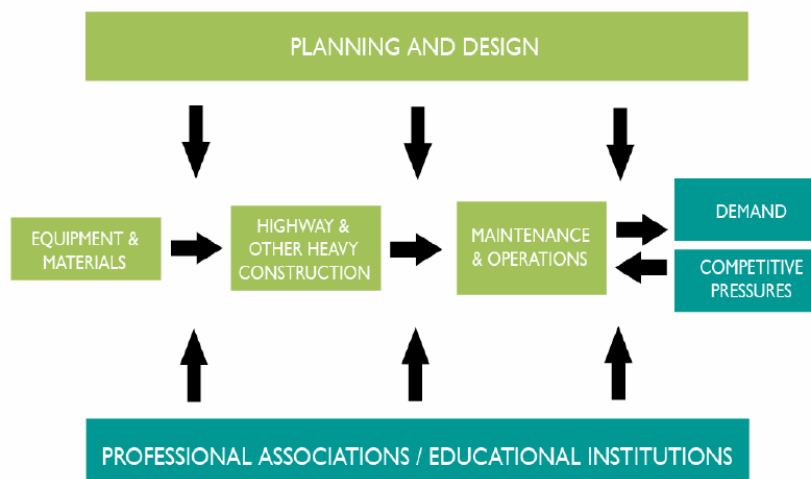 PLANNING AND DESIGN
EQUIPMENT &
MATERIALS
HIGHWAY &
OTHER HEAVY
CONSTRUCTION
MAINTENANCE
& OPERATIONS
DEMAND
COMPETITIVE
PRESSURES
PROFESSIONAL ASSOCIATIONS / EDUCATIONAL INSTITUTIONS